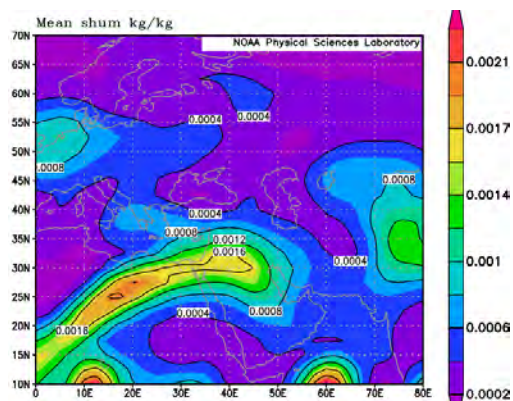 Mean shum kg/kg
NOAA Physical Sciences Laboratory
70N
65N
60N
55N
50N
45N
40N
35N
30N
25N
20N
15N
10N
0
10E
20E
30E
40E
50E
60E
70E
80E
0.0004
0.0004
0.0008
0.0008
0.0004
0.0008
0.0012
0.0016
0.0004
0.0008
0.0004
0.0016
0.0021
0.0017
0.0014
0.001
0.0006
0.0002